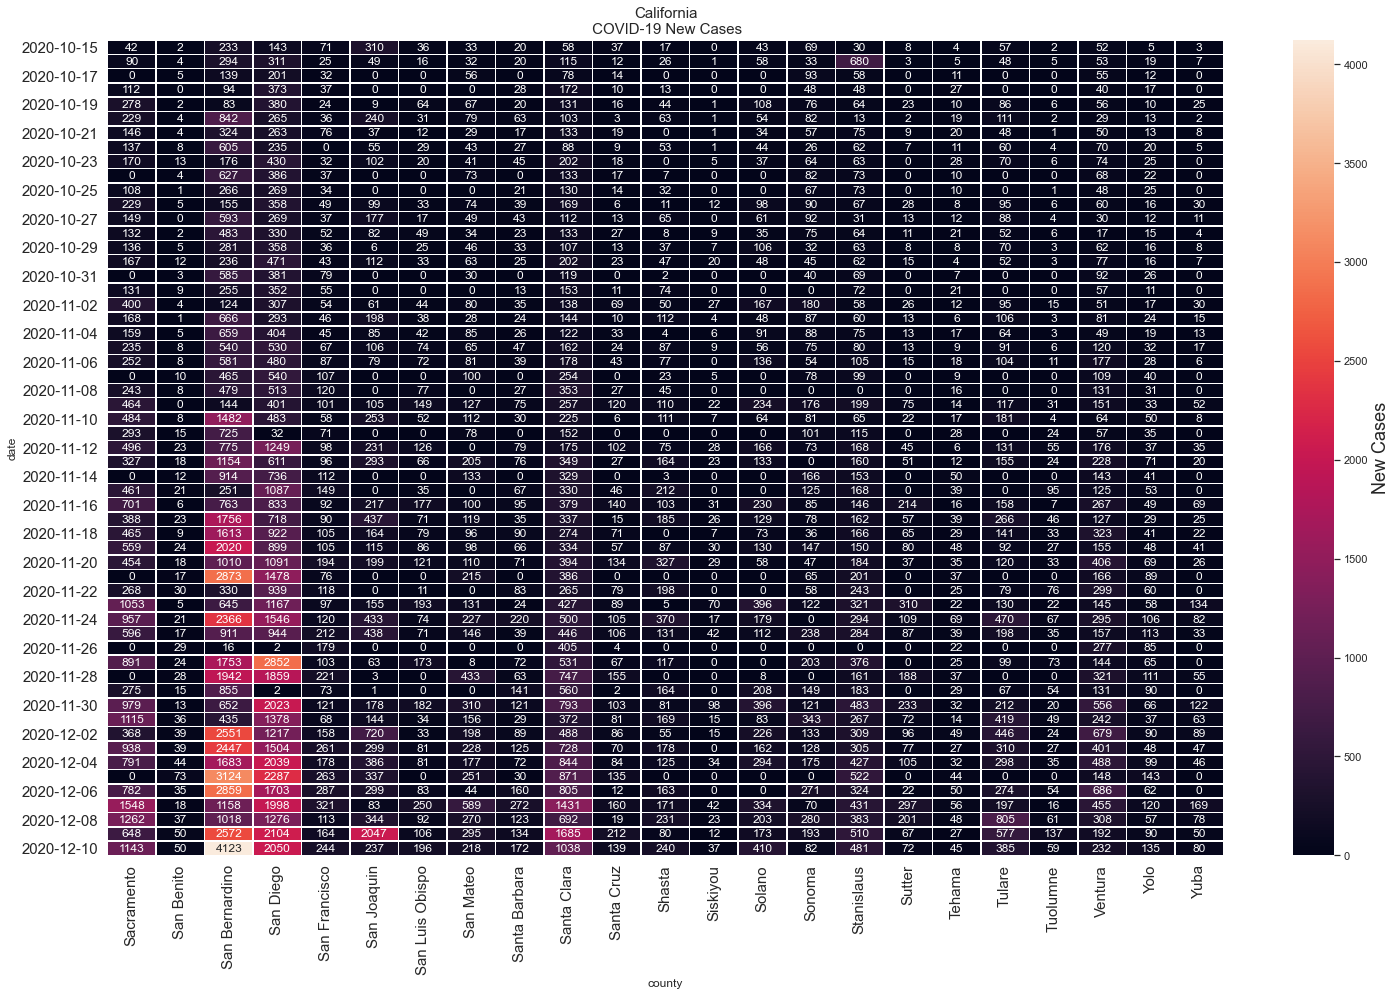 California
COVID-19 New Cases
2020-10-15 42 2 233 143 71 310 36 33 20 58 37 17 0 43 69 30 8 4 57 2 52 5 3
90 4 294 311 25 49 16 32 20 115 12 26 1 58 33 680 3 5 48 5 53 19 7
2020-10-17 0 5 139 201 32 0 0 56 0 78 14 0 0 0 93 58 0 11 0 0 55 12 0
112 0 94 373 37 0 0 0 28 172 10 13 0 0 48 48 0 27 0 0 40 17 0
2020-10-19 278 2 83 380 24 9 64 67 20 131 16 44 1 108 76 64 23 10 86 6 56 10 25
229 4 842 265 36 240 31 79 63 103 3 63 1 54 82 13 2 19 111 2 29 13 2
2020-10-21 146 4 324 263 76 37 12 29 17 133 19 0 1 34 57 75 9 20 48 1 50 13 8
137 8 605 235 0 55 29 43 27 88 9 53 1 44 26 62 7 11 60 4 70 20 5
2020-10-23 170 13 176 430 32 102 20 41 45 202 18 0 5 37 64 63 0 28 70 6 74 25 0
0 4 627 386 37 0 0 73 0 133 17 7 0 0 82 73 0 10 0 0 68 22 0
2020-10-25 108 1 266 269 34 0 0 0 21 130 14 32 0 0 67 73 0 10 0 1 48 25 0
229 5 155 358 49 99 33 74 39 169 6 11 12 98 90 67 28 8 95 6 60 16 30
2020-10-27 149 0 593 269 37 177 17 49 43 112 13 65 0 61 92 31 13 12 88 4 30 12 11
132 2 483 330 52 82 49 34 23 133 27 8 9 35 75 64 11 21 52 6 17 15 4
2020-10-29 136 5 281 358 36 6 25 46 33 107 13 37 7 106 32 63 8 8 70 3 62 16 8
167 12 236 471 43 112 33 63 25 202 23 47 20 48 45 62 15 4 52 3 77 16 7
2020-10-31 0 3 585 381 79 0 0 30 0 119 0 2 0 0 40 69 0 7 0 0 92 26 0
131 9 255 352 55 0 0 0 13 153 11 74 0 0 0 72 0 21 0 0 57 11 0
2020-11-02 400 4 124 307 54 61 44 80 35 138 69 50 27 167 180 58 26 12 95 15 51 17 30
168 1 666 293 46 198 38 28 24 144 10 112 4 48 87 60 13 6 106 3 81 24 15
2020-11-04 159 5 659 404 45 85 42 85 26 122 33 4 6 91 88 75 13 17 64 3 49 19 13
235 8 540 530 67 106 74 65 47 162 24 87 9 56 75 80 13 9 91 6 120 32 17
2020-11-06 252 8 581 480 87 79 72 81 39 178 43 77 0 136 54 105 15 18 104 11 177 28 6
0 10 465 540 107 0 0 100 0 254 0 23 5 0 78 99 0 9 0 0 109 40 0
2020-11-08 243 8 479 513 120 0 77 0 27 353 27 45 0 0 0 0 0 16 0 0 131 31 0
464 0 144 401 101 105 149 127 75 257 120 110 22 234 176 199 75 14 117 31 151 33 52
2020-11-10 484 8 1482 483 58 253 52 112 30 225 6 111 7 64 81 65 22 17 181 4 64 50 8
293 15 725 32 71 0 0 78 0 152 0 0 0 0 101 115 0 28 0 24 57 35 0
2020-11-12 496 23 775 1249 98 231 126 0 79 175 102 75 28 166 73 168 45 6 131 55 176 37 35
327 18 1154 611 96 293 66 205 76 349 27 164 23 133 0 160 51 12 155 24 228 71 20
2020-11-14 0 12 914 736 112 0 0 133 0 329 0 3 0 0 166 153 0 50 0 0 143 41 0
461 21 251 1087 149 0 35 0 67 330 46 212 0 0 125 168 0 39 0 95 125 53 0
2020-11-16 701 6 763 833 92 217 177 100 95 379 140 103 31 230 85 146 214 16 158 7 267 49 69
388 23 1756 718 90 437 71 119 35 337 15 185 26 129 78 162 57 39 266 46 127 29 25
2020-11-18 465 9 1613 922 105 164 79 96 90 274 71 0 7 73 36 166 65 29 141 33 323 41 22
559 24 2020 899 105 115 86 98 66 334 57 87 30 130 147 150 80 48 92 27 155 48 41
2020-11-20 454 18 1010 1091 194 199 121 110 71 394 134 327 29 58 47 184 37 35 120 33 406 69 26
0 17 2873 1478 76 0 0 215 0 386 0 0 0 0 65 201 0 37 0 0 166 89 0
2020-11-22 268 30 330 939 118 0 11 0 83 265 79 198 0 0 58 243 0 25 79 76 299 60 0
1053 5 645 1167 97 155 193 131 24 427 89 5 70 396 122 321 310 22 130 22 145 58 134
2020-11-24 957 21 2366 1546 120 433 74 227 220 500 105 370 17 179 0 294 109 69 470 67 295 106 82
596 17 911 944 212 438 71 146 39 446 106 131 42 112 238 284 87 39 198 35 157 113 33
2020-11-26 0 29 16 2 179 0 0 0 0 405 4 0 0 0 0 0 0 22 0 0 277 85 0
891 24 1753 2852 103 63 173 8 72 531 67 117 0 0 203 376 0 25 99 73 144 65 0
2020-11-28 0 28 1942 1859 221 3 0 433 63 747 155 0 0 8 0 161 188 37 0 0 321 111 55
275 15 855 2 73 1 0 0 141 560 2 164 0 208 149 183 0 29 67 54 131 90 0
2020-11-30 979 13 652 2023 121 178 182 310 121 793 103 81 98 396 121 483 233 32 212 20 556 66 122
1115 36 435 1378 68 144 34 156 29 372 81 169 15 83 343 267 72 14 419 49 242 37 63
2020-12-02 368 39 2551 1217 158 720 33 198 89 488 86 55 15 226 133 309 96 49 446 24 679 90 89
938 39 2447 1504 261 299 81 228 125 728 70 178 0 162 128 305 77 27 310 27 401 48 47
2020-12-04 791 44 1683 2039 178 386 81 177 72 844 84 125 34 294 175 427 105 32 298 35 488 99 46
0 73 3124 2287 263 337 0 251 30 871 135 0 0 0 0 522 0 44 0 0 148 143 0
2020-12-06 782 35 2859 1703 287 299 83 44 160 805 12 163 0 0 271 324 22 50 274 54 686 62 0
1548 18 1158 1998 321 83 250 589 272 1431 160 171 42 334 70 431 297 56 197 16 455 120 169
2020-12-08 1262 37 1018 1276 113 344 92 270 123 692 19 231 23 203 280 383 201 48 805 61 308 57 78
648 50 2572 2104 164 2047 106 295 134 1685 212 80 12 173 193 510 67 27 577 137 192 90 50
2020-12-10 1143 50 4123 2050 244 237 196 218 172 1038 139 240 37 410 82 481 72 45 385 59 232 135 80
Sacramento
San Benito
San Bernardino
San Diego
San Francisco
San Joaquin
San Luis Obispo
San Mateo
Santa Barbara
Santa Clara
Santa Cruz
Shasta
Siskiyou
Solano
Sonoma
Stanislaus
Sutter
Tehama
Tulare
Tuolumne
Ventura
Yolo
Yuba
county
date
4000
3500
3000
2500
2000
1500
1000
500
0
New Cases